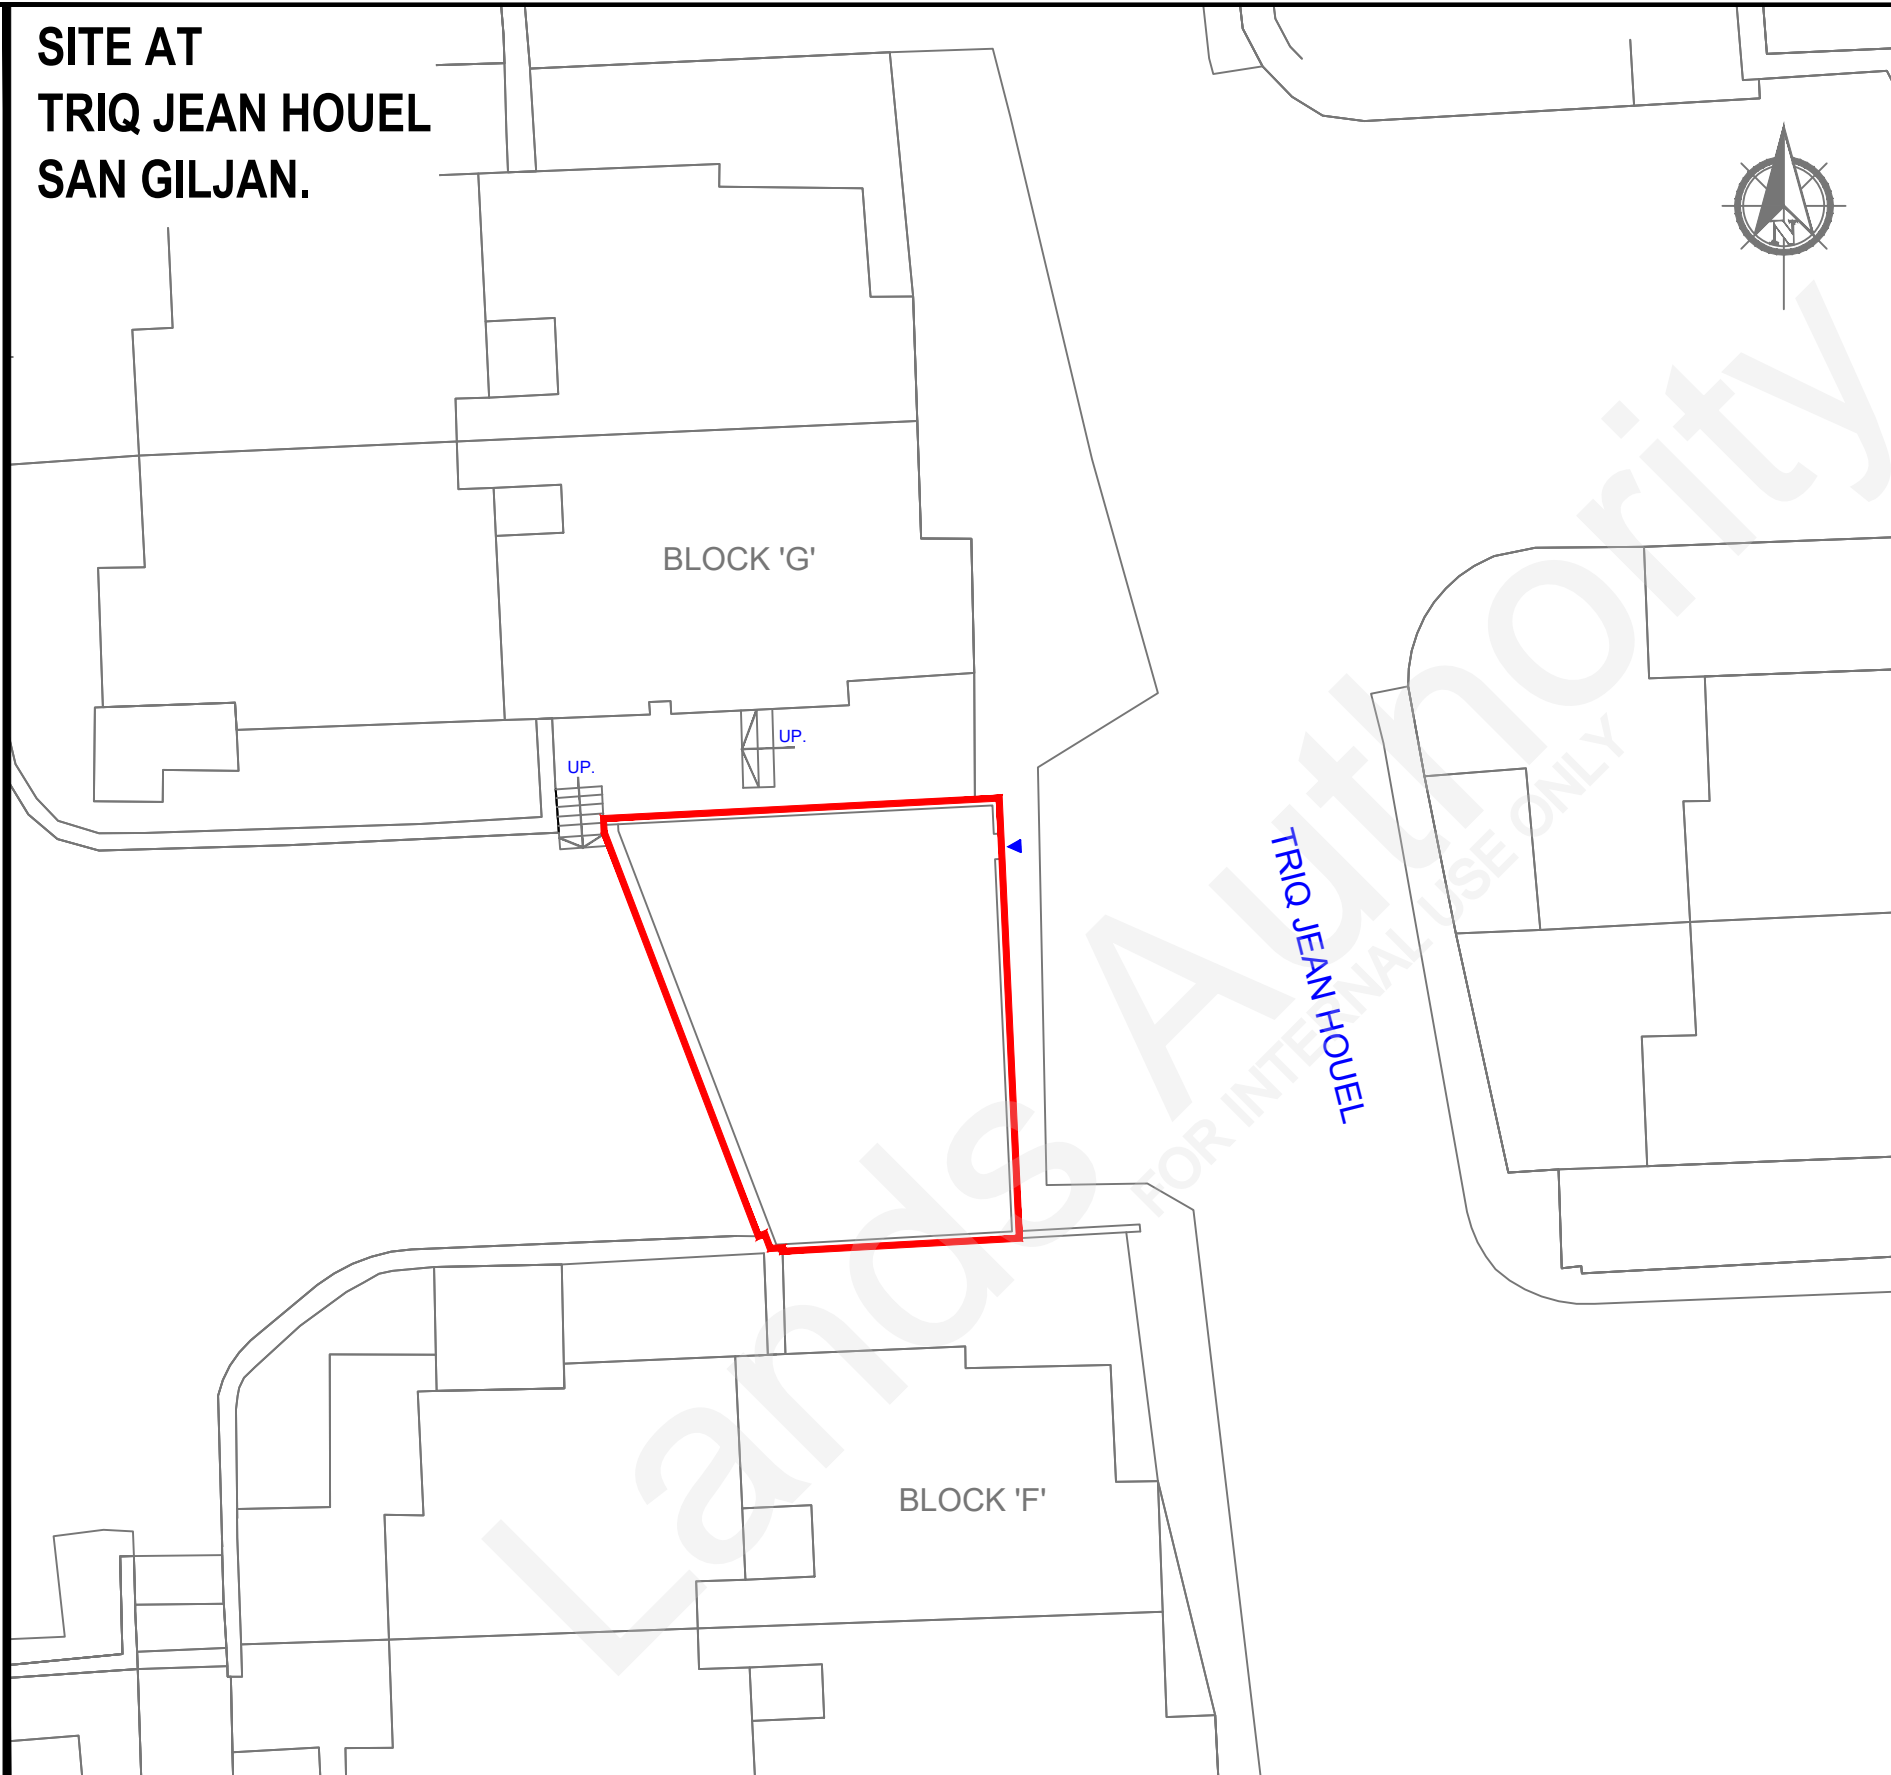 SITE AT
TRIQ JEAN HOUEL
SAN GILJAN.
N
BLOCK 'G'
UP.
UP.
TRIQ JEAN HOUEL
BLOCK 'F'
Lands Authority
FOR INTERNAL USE ONLY